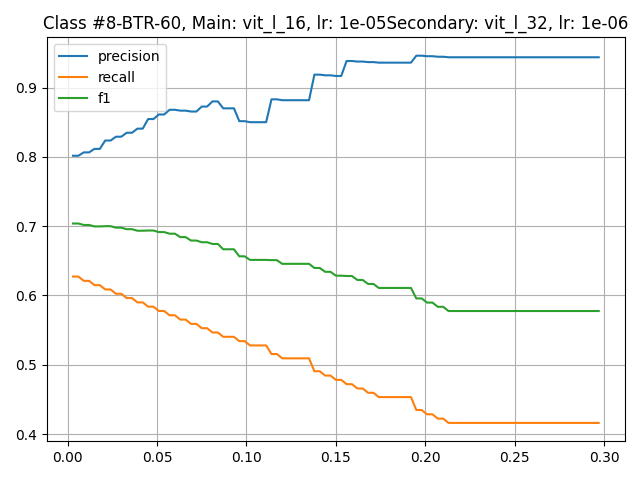 Class #8-BTR-60, Main: vit_l_16, lr: 1e-05Secondary: vit_l_32, lr: 1e-06
precision
recall
f1
0.9
0.8
0.7
0.6
0.5
0.4
0.00 0.05 0.10 0.15 0.20 0.25 0.30